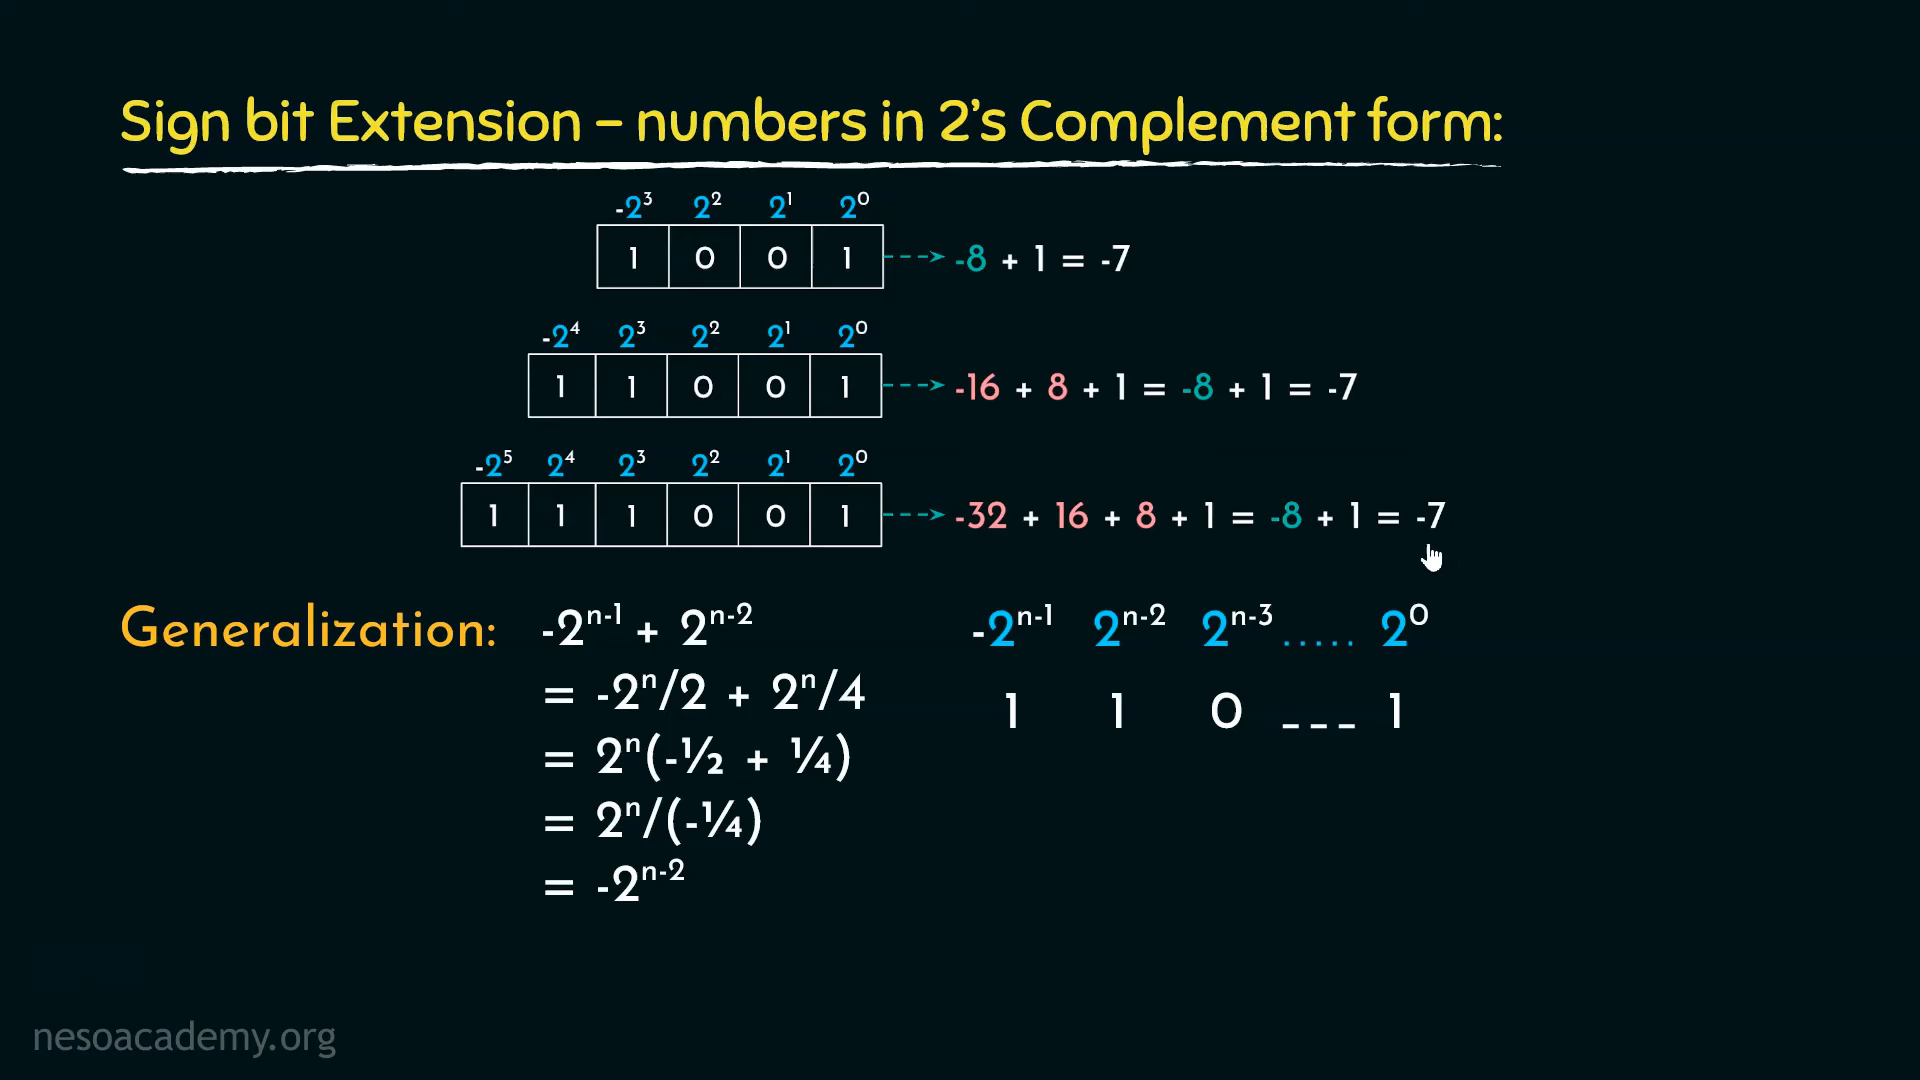 Sign bit Extension – numbers in 2's Complement form:
-2³ 2² 2¹ 2⁰
1 0 0 1 -8 + 1 = -7
-2⁴ 2³ 2² 2¹ 2⁰
1 1 0 0 1 -16 + 8 + 1 = -8 + 1 = -7
-2⁵ 2⁴ 2³ 2² 2¹ 2⁰
1 1 1 0 0 1 -32 + 16 + 8 + 1 = -8 + 1 = -7
Generalization: -2ⁿ⁻¹ + 2ⁿ⁻² -2ⁿ⁻¹ 2ⁿ⁻² 2ⁿ⁻³ ..... 2⁰
= -2ⁿ/2 + 2ⁿ/4 1 1 0 _ _ _ 1
= 2ⁿ(-½ + ¼)
= 2ⁿ/(-¼)
= -2ⁿ⁻²
nesoacademy.org